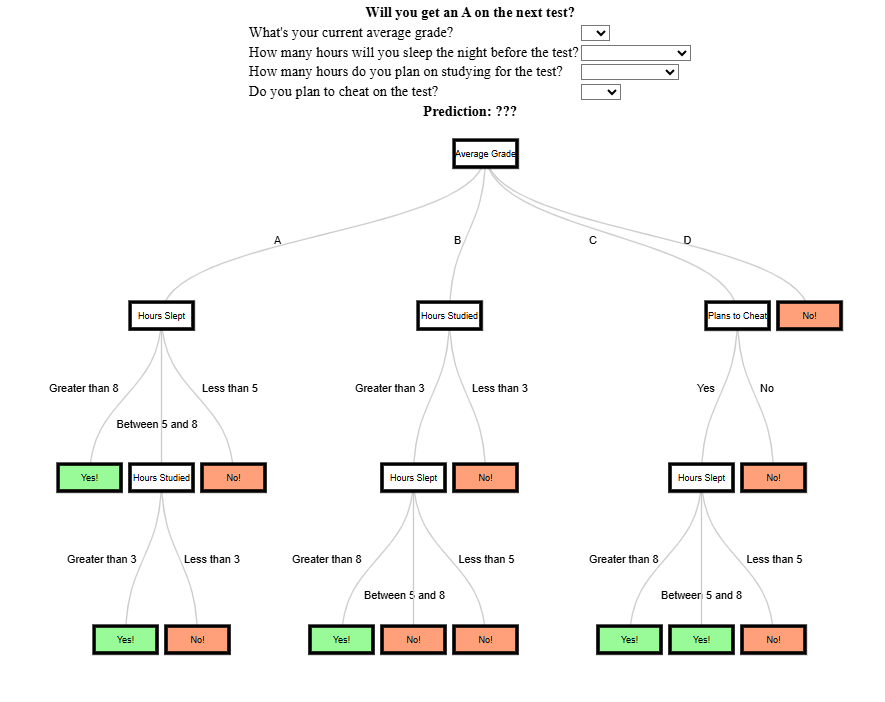 Will you get an A on the next test?
What's your current average grade?
How many hours will you sleep the night before the test?
How many hours do you plan on studying for the test?
Do you plan to cheat on the test?
Prediction: ???
Average Grade
A B C D
Hours Slept Hours Studied Plans to Cheat No!
Greater than 8 Less than 5 Greater than 3 Less than 3 Yes No
Between 5 and 8
Yes! Hours Studied No! Hours Slept No! Hours Slept No!
Greater than 3 Less than 3 Greater than 8 Less than 5 Greater than 8 Less than 5
Between 5 and 8 Between 5 and 8
Yes! No! Yes! No! No! Yes! Yes! No!